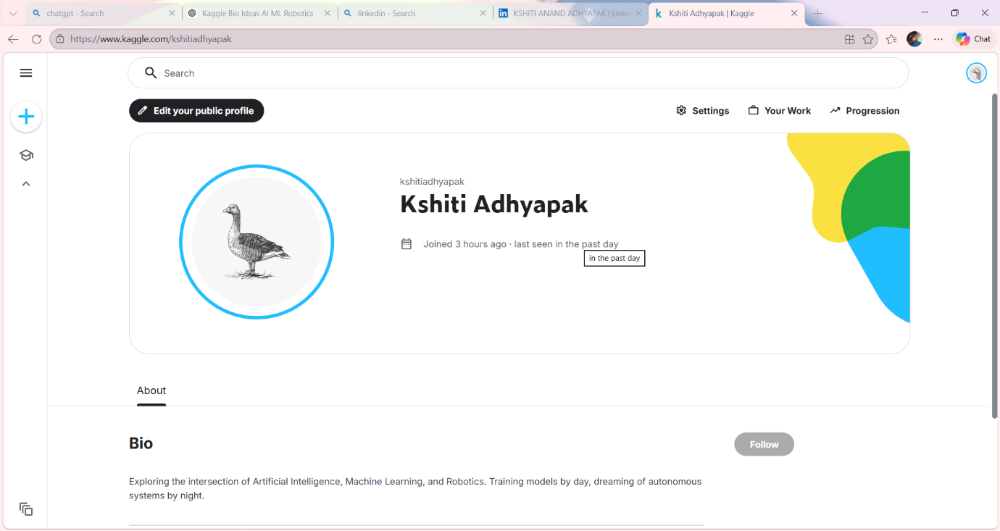 chatgpt - Search
Kaggle Bio Ideas AI ML Robotics
linkedin - Search
in KSHITI ANAND ADHYAPAK | Linke
k Kshiti Adhyapak | Kaggle
https://www.kaggle.com/kshitiadhyapak
Chat
Search
Edit your public profile
Settings
Your Work
Progression
kshitiadhyapak
Kshiti Adhyapak
Joined 3 hours ago · last seen in the past day
in the past day
About
Bio
Follow
Exploring the intersection of Artificial Intelligence, Machine Learning, and Robotics. Training models by day, dreaming of autonomous
systems by night.